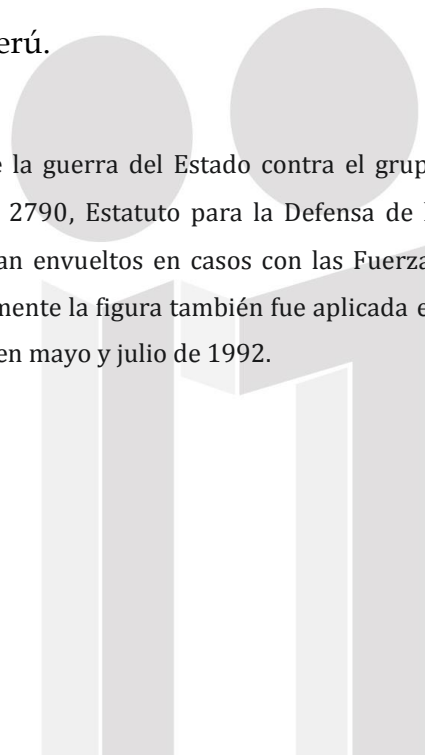 erú.
e la guerra del Estado contra el grup
2790, Estatuto para la Defensa de l
an envueltos en casos con las Fuerza
mente la figura también fue aplicada e
en mayo y julio de 1992.